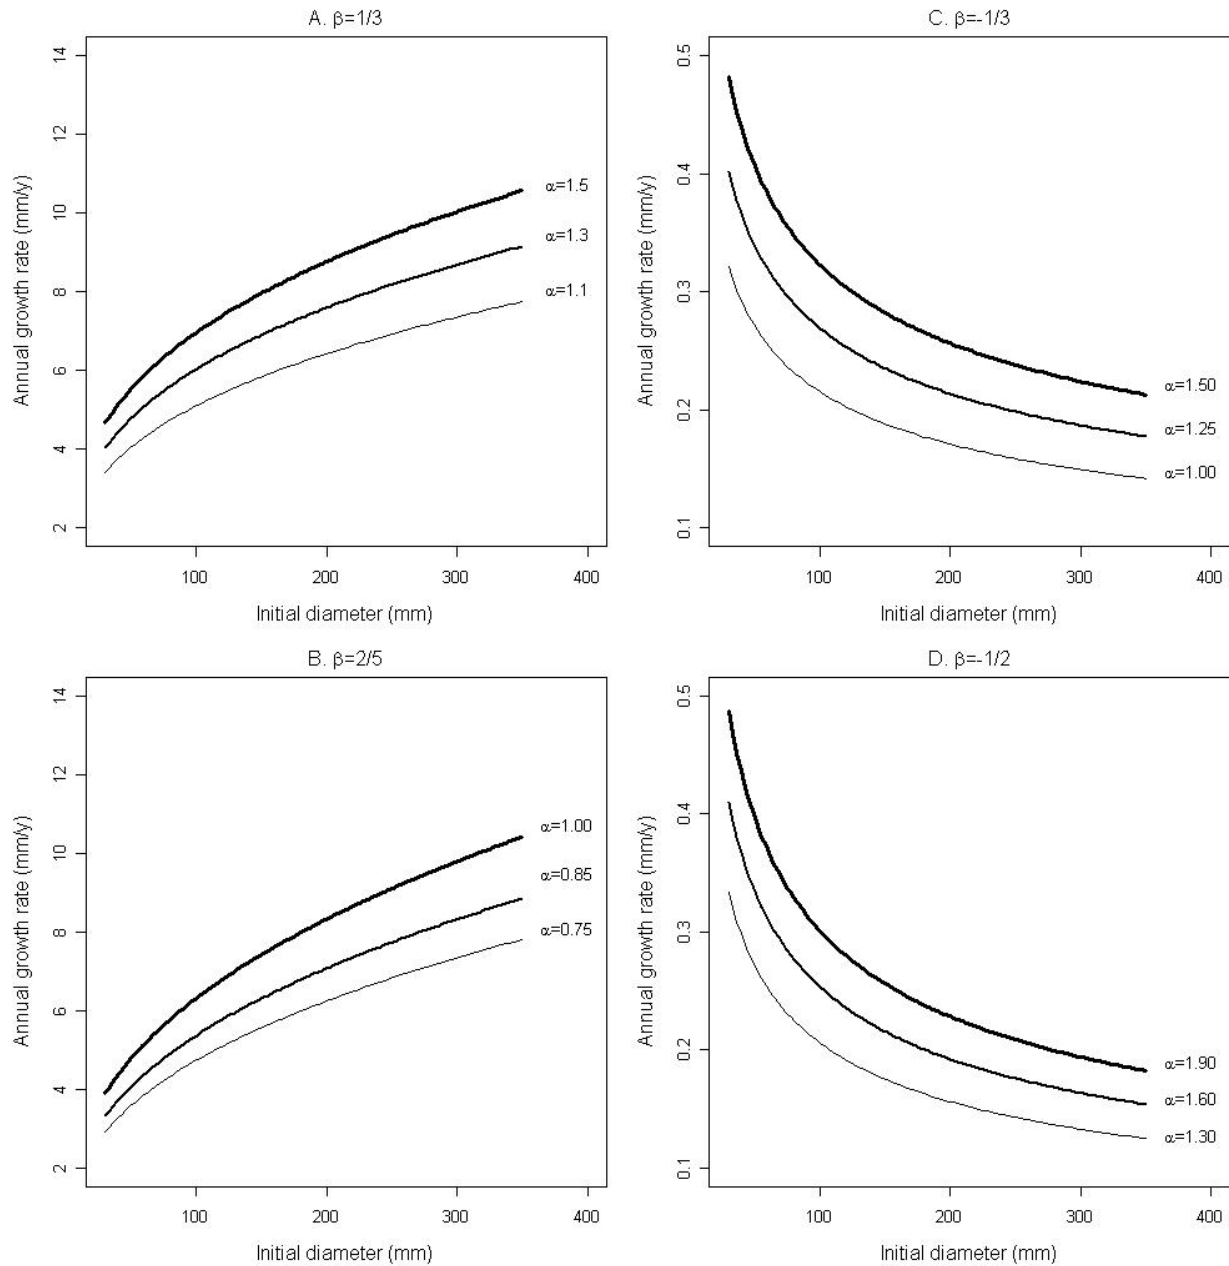 A. β=1/3
14
12
10
8
6
4
2
Annual growth rate (mm/y)
α=1.5
α=1.3
α=1.1
100 200 300 400
Initial diameter (mm)
C. β=-1/3
0.5
0.4
0.3
0.2
0.1
Annual growth rate (mm/y)
α=1.50
α=1.25
α=1.00
100 200 300 400
Initial diameter (mm)
B. β=2/5
14
12
10
8
6
4
2
Annual growth rate (mm/y)
α=1.00
α=0.85
α=0.75
100 200 300 400
Initial diameter (mm)
D. β=-1/2
0.5
0.4
0.3
0.2
0.1
Annual growth rate (mm/y)
α=1.90
α=1.60
α=1.30
100 200 300 400
Initial diameter (mm)